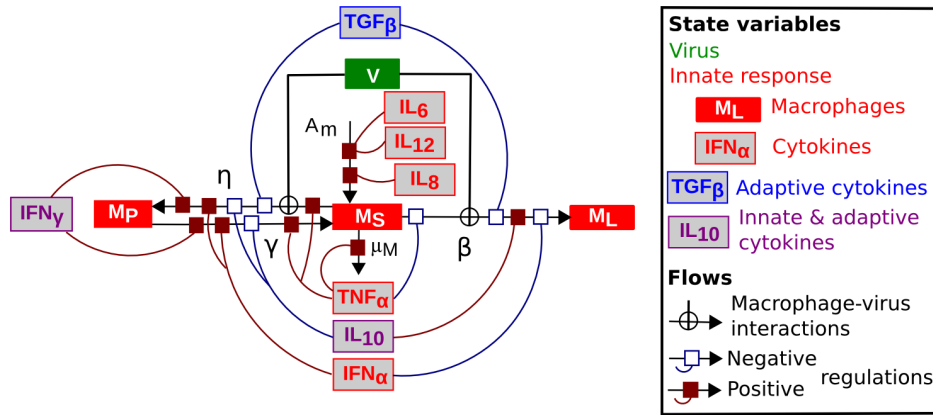 TGFβ
V
IL6
Am
IL12
IL8
η
IFNγ
MP
MS
ML
γ
μM
β
TNFα
IL10
IFNα
State variables
Virus
Innate response
ML Macrophages
IFNα Cytokines
TGFβ Adaptive cytokines
IL10 Innate & adaptive
cytokines
Flows
Macrophage-virus
interactions
Negative
regulations
Positive